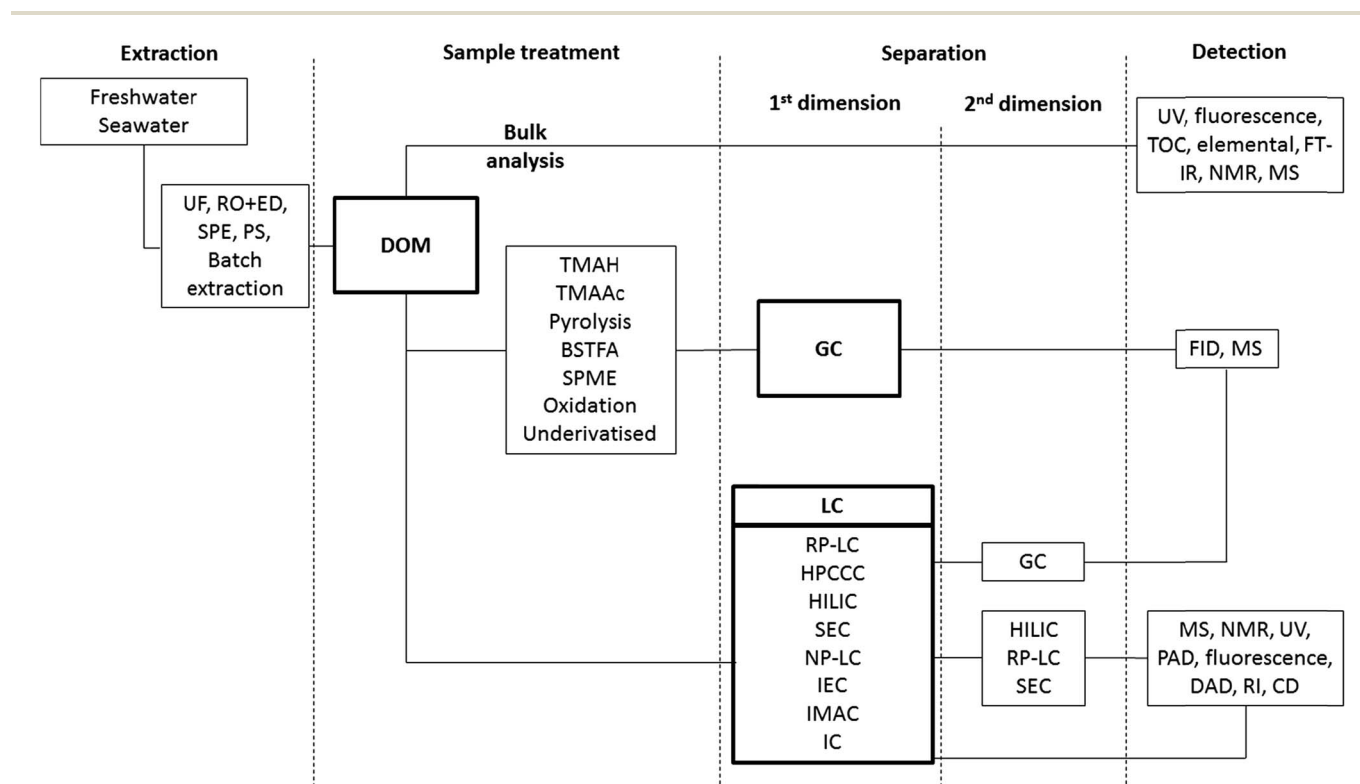 Extraction
Sample treatment
Separation
Detection
1st dimension
2nd dimension
Freshwater
Seawater
UF, RO+ED,
SPE, PS,
Batch
extraction
DOM
Bulk
analysis
UV, fluorescence,
TOC, elemental, FT-
IR, NMR, MS
TMAH
TMAAc
Pyrolysis
BSTFA
SPME
Oxidation
Underivatised
GC
FID, MS
LC
RP-LC
HPCCC
HILIC
SEC
NP-LC
IEC
IMAC
IC
GC
HILIC
RP-LC
SEC
MS, NMR, UV,
PAD, fluorescence,
DAD, RI, CD